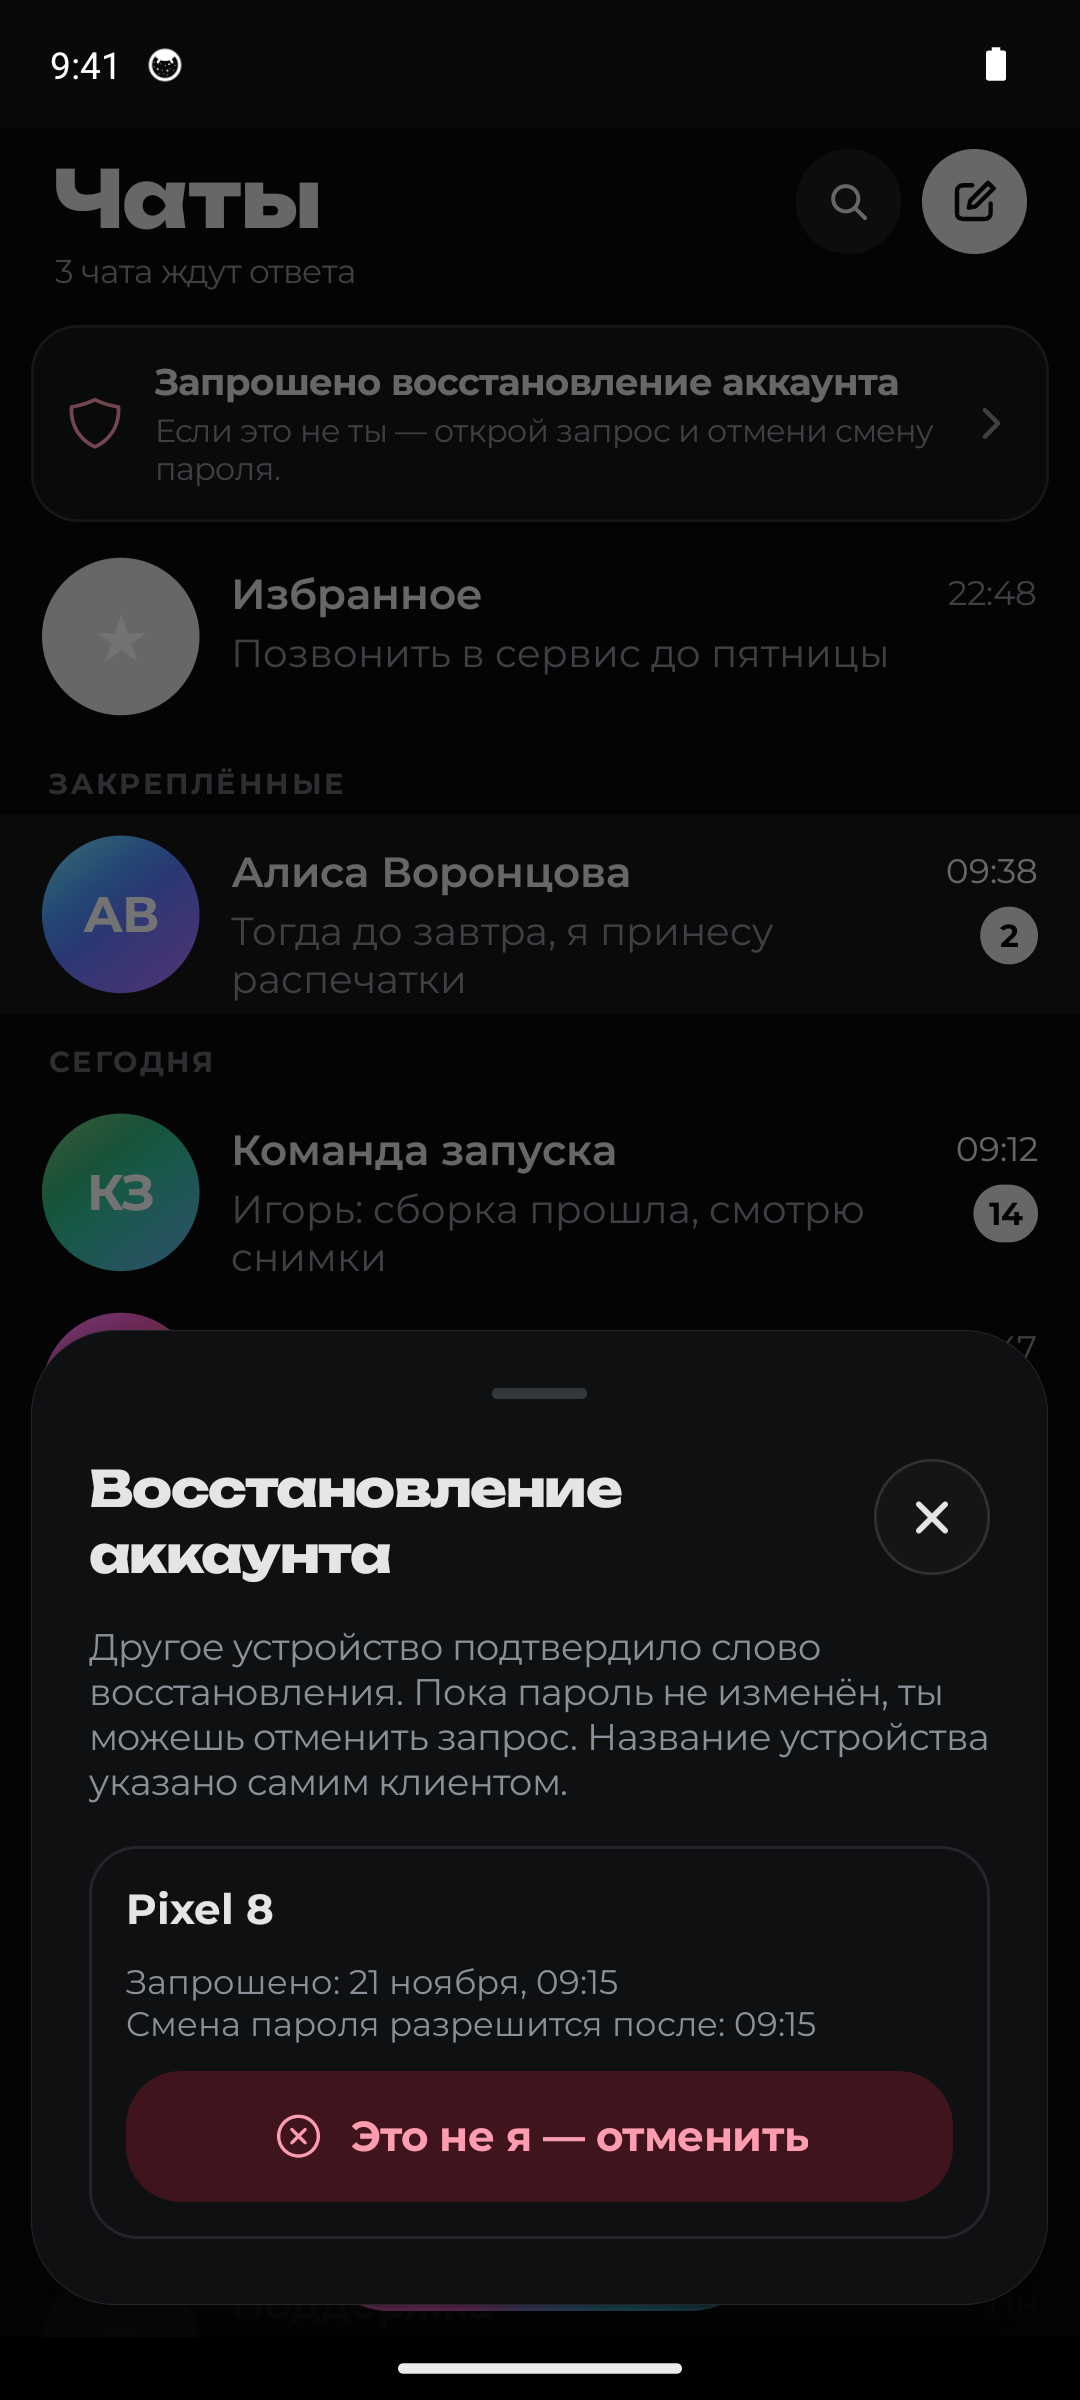 9:41
Чаты
3 чата ждут ответа
Запрошено восстановление аккаунта
Если это не ты — открой запрос и отмени смену
пароля.
Избранное
22:48
Позвонить в сервис до пятницы
ЗАКРЕПЛЁННЫЕ
АВ
Алиса Воронцова
09:38
Тогда до завтра, я принесу
распечатки
2
СЕГОДНЯ
КЗ
Команда запуска
09:12
Игорь: сборка прошла, смотрю
снимки
14
Восстановление
аккаунта
Другое устройство подтвердило слово
восстановления. Пока пароль не изменён, ты
можешь отменить запрос. Название устройства
указано самим клиентом.
Pixel 8
Запрошено: 21 ноября, 09:15
Смена пароля разрешится после: 09:15
Это не я — отменить